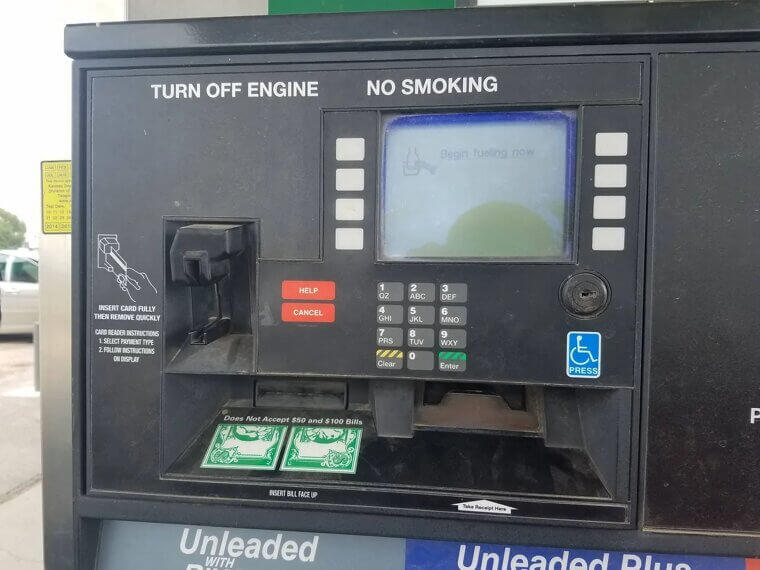 TURN OFF ENGINE NO SMOKING
Begin fueling now
INSERT CARD FULLY
THEN REMOVE QUICKLY
CARD READER INSTRUCTIONS
1. SELECT PAYMENT TYPE
2. FOLLOW INSTRUCTIONS
ON DISPLAY
HELP
CANCEL
1 2 3
QZ ABC DEF
4 5 6
GHI JKL MNO
7 8 9
PRS TUV WXY
0
Clear Enter
PRESS
Does Not Accept $50 and $100 Bills
INSERT BILL FACE UP
Take Receipt Here
P
Unleaded
WITH
Unleaded Plus